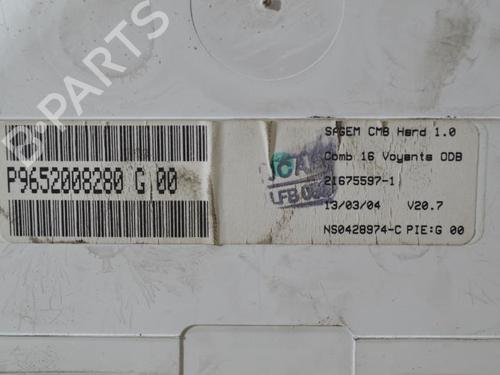 B-PARTS
P9652008280 G 00
SAGEM CMB Hard 1.0
Comb 16 Voyants ODB
21675597-1
13/03/04 V20.7
NS0428974-C PIE:G 00